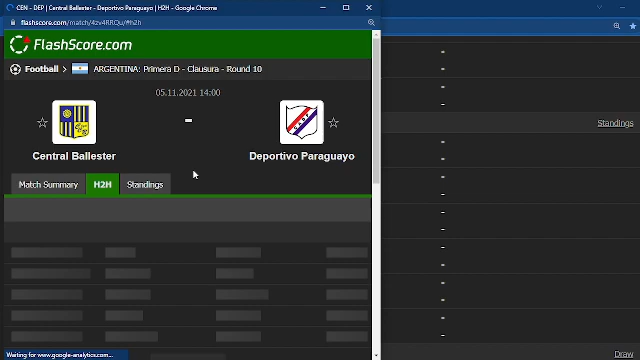 CEN - DEP | Central Ballester - Deportivo Paraguayo | H2H - Google Chrome
flashscore.com/match/4zv4RRQu/#h2h
FlashScore.com
Football > ARGENTINA: Primera D - Clausura - Round 10
05.11.2021 14:00
-
Central Ballester
Deportivo Paraguayo
Match Summary
H2H
Standings
Waiting for www.google-analytics.com...
Standings
Draw